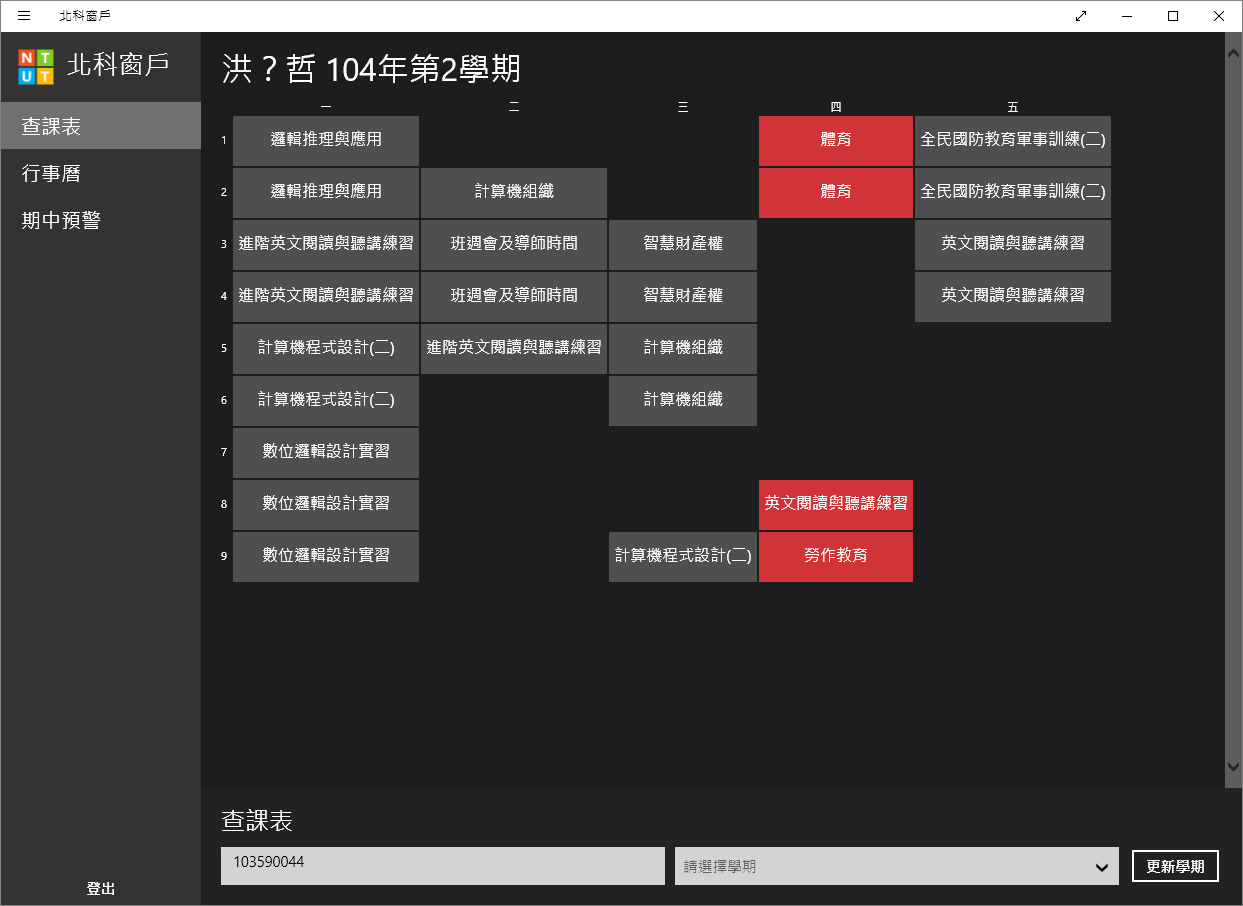 北科窗戶
NTUT
北科窗戶
查課表
行事曆
期中預警
登出
洪？哲 104年第2學期
一 二 三 四 五
1 邏輯推理與應用 體育 全民國防教育軍事訓練(二)
2 邏輯推理與應用 計算機組織 體育 全民國防教育軍事訓練(二)
3 進階英文閱讀與聽講練習 班週會及導師時間 智慧財產權 英文閱讀與聽講練習
4 進階英文閱讀與聽講練習 班週會及導師時間 智慧財產權 英文閱讀與聽講練習
5 計算機程式設計(二) 進階英文閱讀與聽講練習 計算機組織
6 計算機程式設計(二) 計算機組織
7 數位邏輯設計實習
8 數位邏輯設計實習 英文閱讀與聽講練習
9 數位邏輯設計實習 計算機程式設計(二) 勞作教育
查課表
103590044 請選擇學期 更新學期